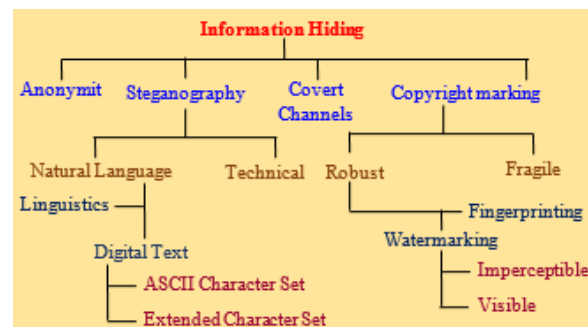 Information Hiding
Anonymit
Steganography
Covert
Channels
Copyright marking
Natural Language
Technical
Robust
Fragile
Linguistics
Fingerprinting
Digital Text
Watermarking
ASCII Character Set
Imperceptible
Extended Character Set
Visible